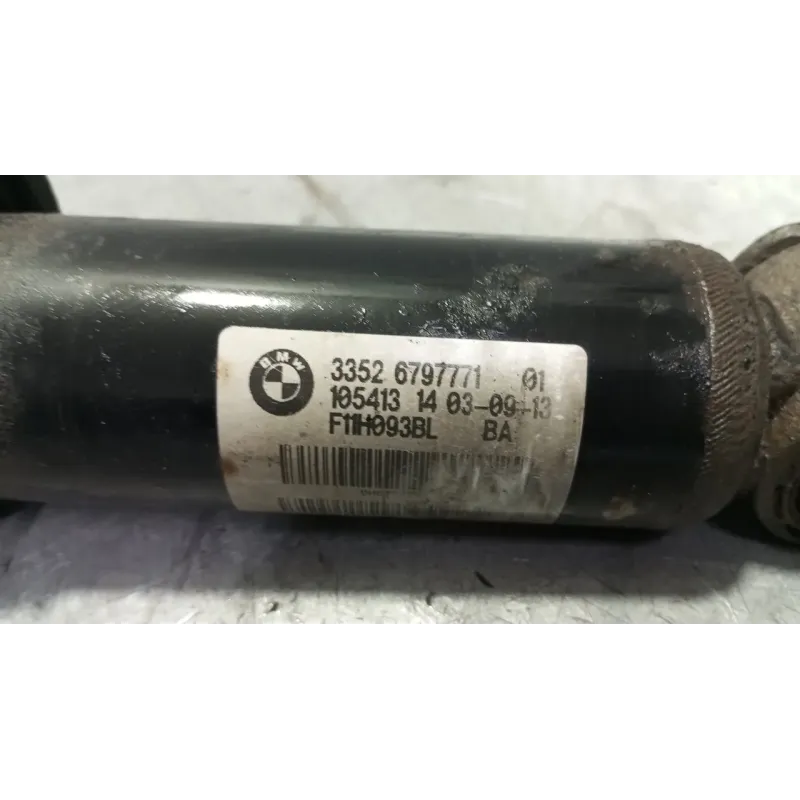 BMW
3352 6797771 01
105413 14 03-09-13
F11H093BL BA